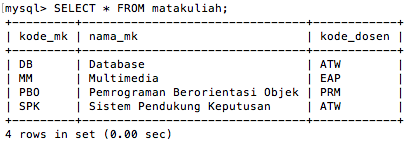 mysql> SELECT * FROM matakuliah;
+---------+--------------------------------+------------+
| kode_mk | nama_mk                        | kode_dosen |
+---------+--------------------------------+------------+
| DB      | Database                       | ATW        |
| MM      | Multimedia                     | EAP        |
| PBO     | Pemrograman Berorientasi Objek | PRM        |
| SPK     | Sistem Pendukung Keputusan     | ATW        |
+---------+--------------------------------+------------+
4 rows in set (0.00 sec)